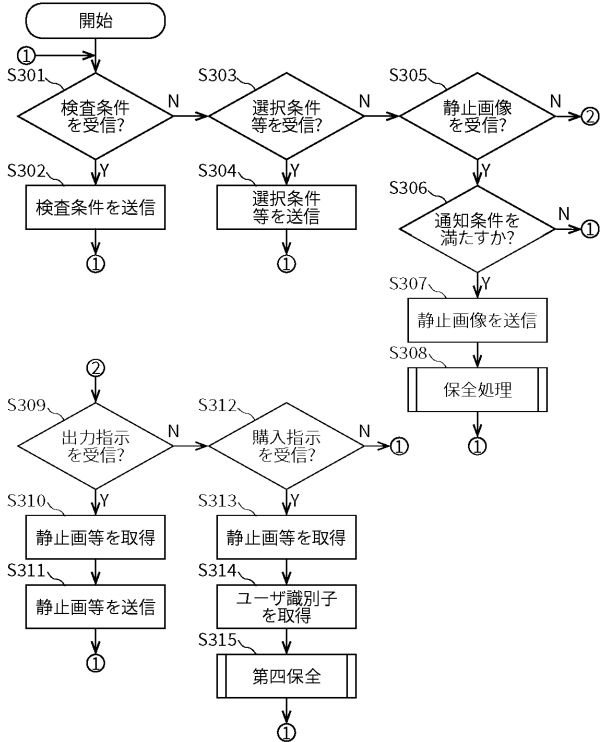 開始
①
S301
検査条件
を受信?
N
S303
選択条件
等を受信?
N
S305
静止画像
を受信?
N
②
Y
S302
検査条件を送信
①
Y
S304
選択条件
等を送信
①
Y
S306
通知条件を
満たすか?
N
①
Y
S307
静止画像を送信
S308
保全処理
①
②
S309
出力指示
を受信?
N
S312
購入指示
を受信?
N
①
Y
S310
静止画等を取得
S311
静止画等を送信
①
Y
S313
静止画等を取得
S314
ユーザ識別子
を取得
S315
第四保全
①